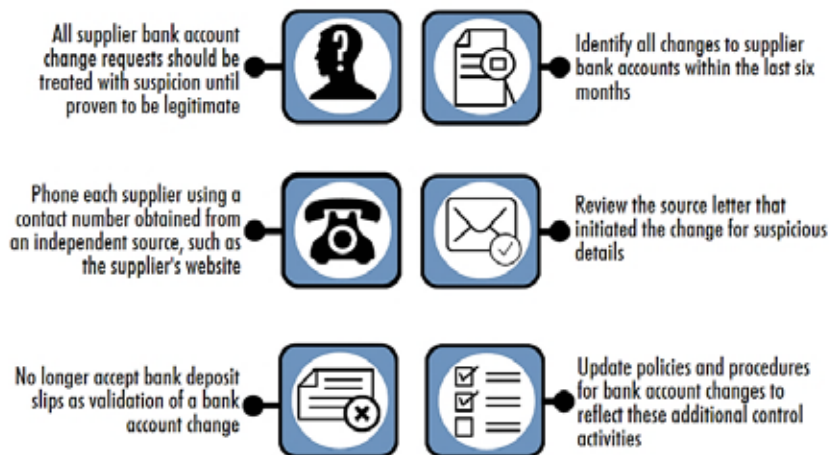 All supplier bank account
change requests should be
treated with suspicion until
proven to be legitimate
Identify all changes to supplier
bank accounts within the last six
months
Phone each supplier using a
contact number obtained from
an independent source, such as
the supplier's website
Review the source letter that
initiated the change for suspicious
details
No longer accept bank deposit
slips as validation of a bank
account change
Update policies and procedures
for bank account changes to
reflect these additional control
activities